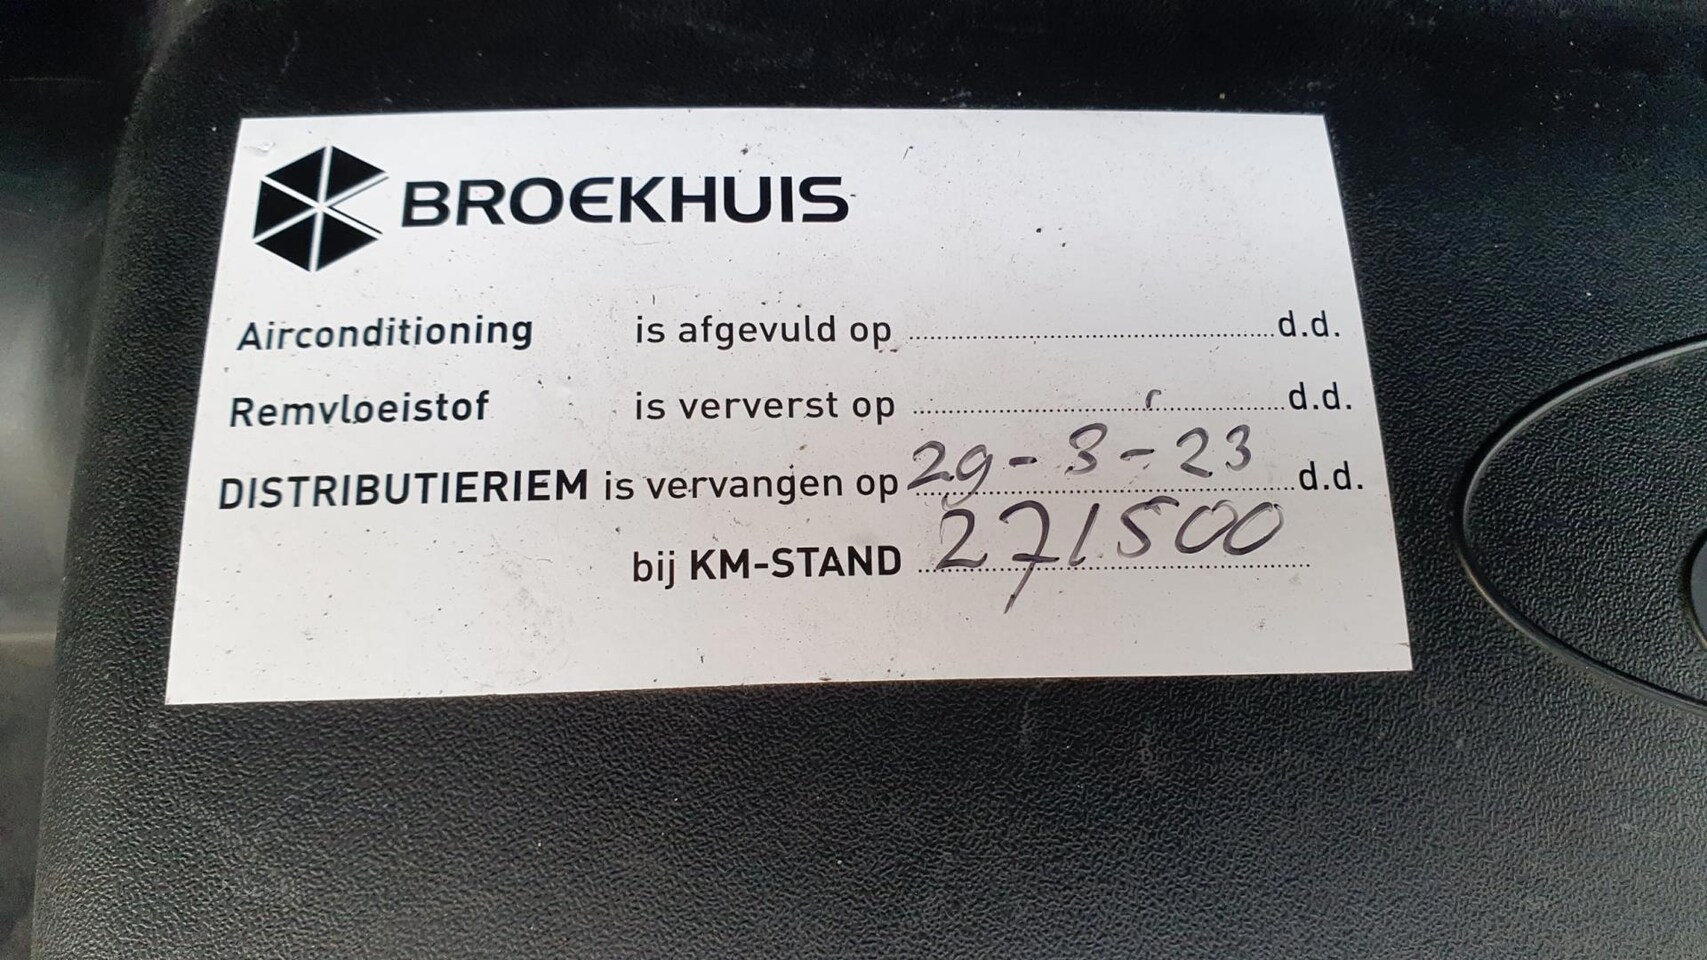 BROEKHUIS
Airconditioning is afgevuld op ........................ d.d.
Remvloeistof is ververst op ........................ d.d.
DISTRIBUTIERIEM is vervangen op 29-3-23 d.d.
bij KM-STAND 271500